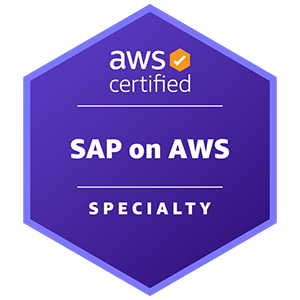 aws
certified
SAP on AWS
SPECIALTY